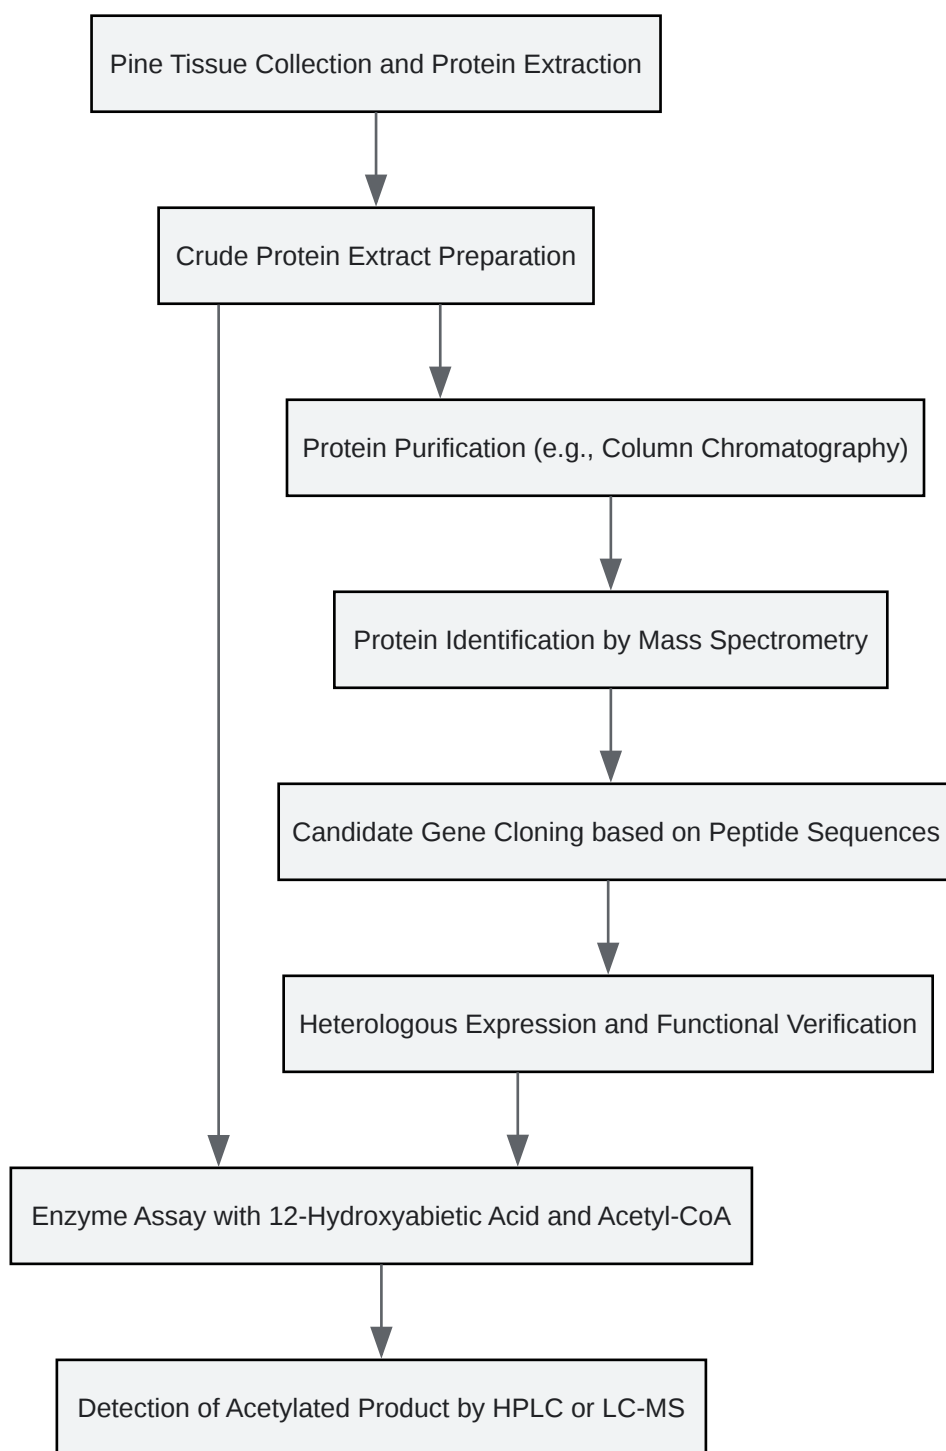 Pine Tissue Collection and Protein Extraction
Crude Protein Extract Preparation
Protein Purification (e.g., Column Chromatography)
Protein Identification by Mass Spectrometry
Candidate Gene Cloning based on Peptide Sequences
Heterologous Expression and Functional Verification
Enzyme Assay with 12-Hydroxyabietic Acid and Acetyl-CoA
Detection of Acetylated Product by HPLC or LC-MS